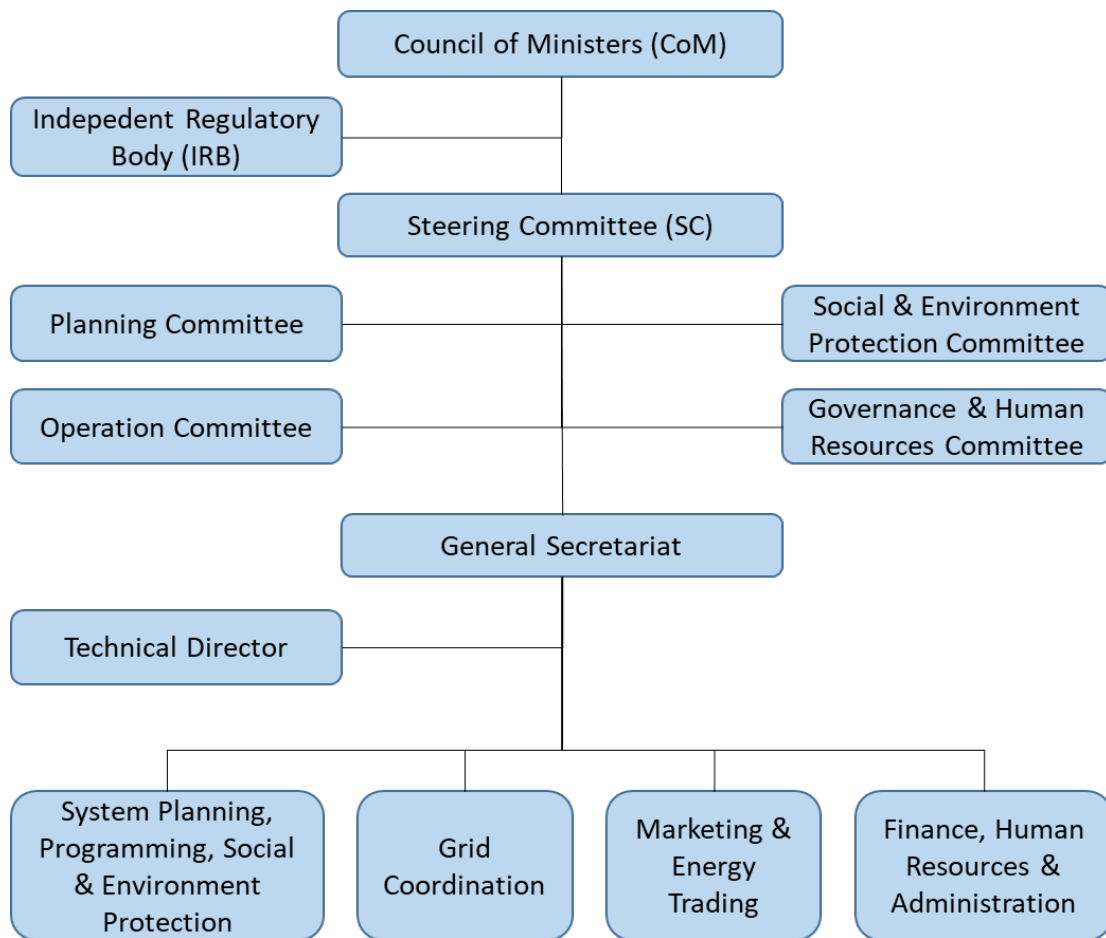 Council of Ministers (CoM)
Indepedent Regulatory
Body (IRB)
Steering Committee (SC)
Planning Committee
Social & Environment
Protection Committee
Operation Committee
Governance & Human
Resources Committee
General Secretariat
Technical Director
System Planning,
Programming, Social
& Environment
Protection
Grid
Coordination
Marketing &
Energy
Trading
Finance, Human
Resources &
Administration